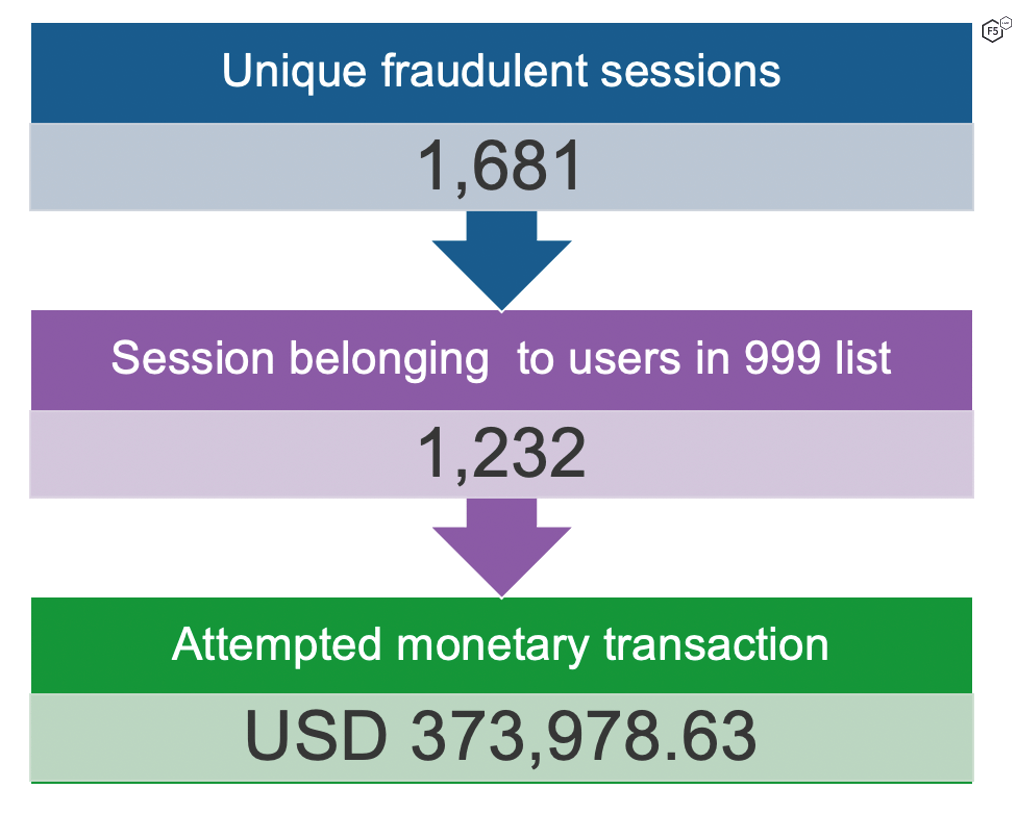 F5
Unique fraudulent sessions
1,681
Session belonging  to users in 999 list
1,232
Attempted monetary transaction
USD 373,978.63